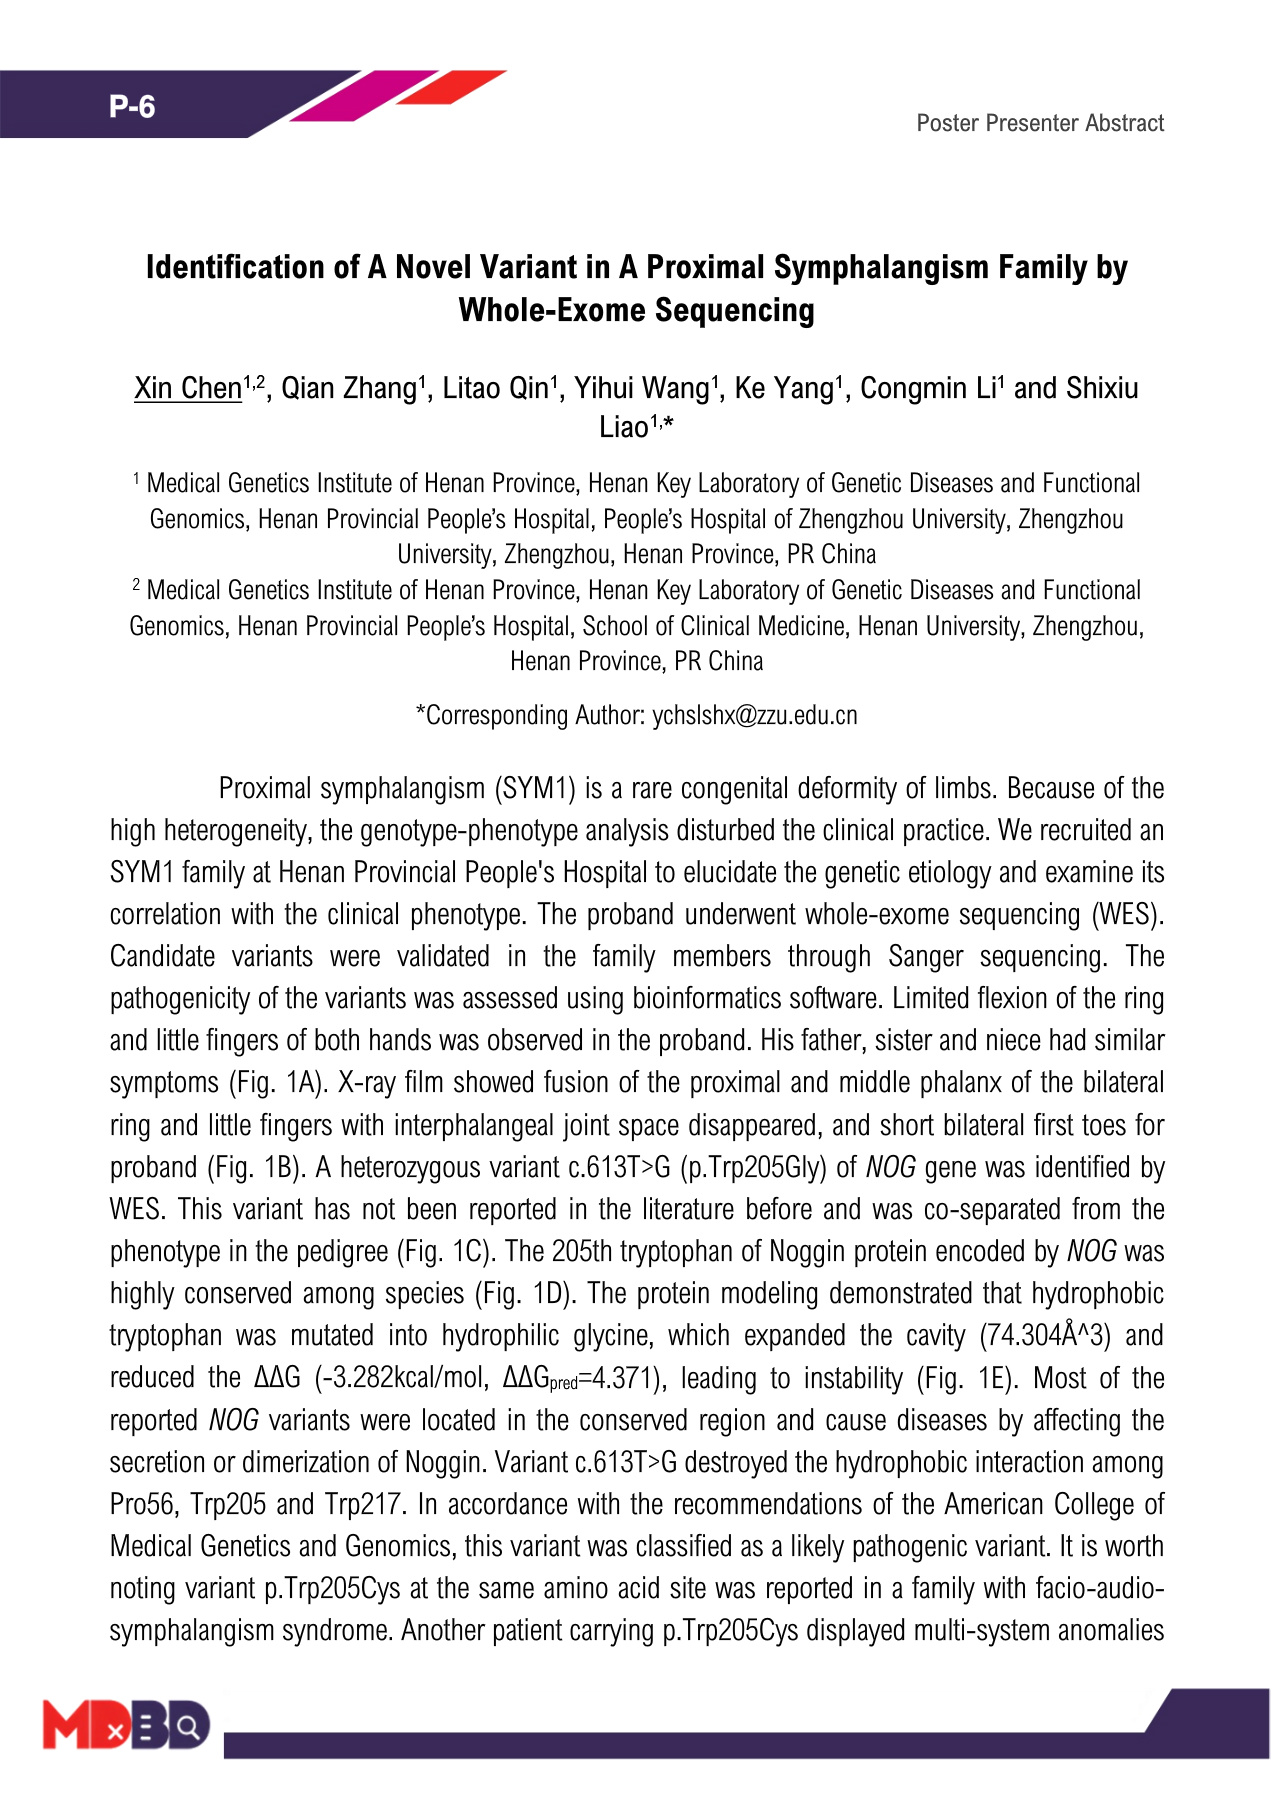 P-6
Poster Presenter Abstract
Identification of A Novel Variant in A Proximal Symphalangism Family by
Whole-Exome Sequencing
Xin Chen1,2, Qian Zhang1, Litao Qin1, Yihui Wang1, Ke Yang1, Congmin Li1 and Shixiu
Liao1,*
1 Medical Genetics Institute of Henan Province, Henan Key Laboratory of Genetic Diseases and Functional
Genomics, Henan Provincial People’s Hospital, People’s Hospital of Zhengzhou University, Zhengzhou
University, Zhengzhou, Henan Province, PR China
2 Medical Genetics Institute of Henan Province, Henan Key Laboratory of Genetic Diseases and Functional
Genomics, Henan Provincial People’s Hospital, School of Clinical Medicine, Henan University, Zhengzhou,
Henan Province, PR China
*Corresponding Author: ychslshx@zzu.edu.cn
Proximal symphalangism (SYM1) is a rare congenital deformity of limbs. Because of the
high heterogeneity, the genotype-phenotype analysis disturbed the clinical practice. We recruited an
SYM1 family at Henan Provincial People's Hospital to elucidate the genetic etiology and examine its
correlation with the clinical phenotype. The proband underwent whole-exome sequencing (WES).
Candidate variants were validated in the family members through Sanger sequencing. The
pathogenicity of the variants was assessed using bioinformatics software. Limited flexion of the ring
and little fingers of both hands was observed in the proband. His father, sister and niece had similar
symptoms (Fig. 1A). X-ray film showed fusion of the proximal and middle phalanx of the bilateral
ring and little fingers with interphalangeal joint space disappeared, and short bilateral first toes for
proband (Fig. 1B). A heterozygous variant c.613T>G (p.Trp205Gly) of NOG gene was identified by
WES. This variant has not been reported in the literature before and was co-separated from the
phenotype in the pedigree (Fig. 1C). The 205th tryptophan of Noggin protein encoded by NOG was
highly conserved among species (Fig. 1D). The protein modeling demonstrated that hydrophobic
tryptophan was mutated into hydrophilic glycine, which expanded the cavity (74.304Å^3) and
reduced the ΔΔG (-3.282kcal/mol, ΔΔGpred=4.371), leading to instability (Fig. 1E). Most of the
reported NOG variants were located in the conserved region and cause diseases by affecting the
secretion or dimerization of Noggin. Variant c.613T>G destroyed the hydrophobic interaction among
Pro56, Trp205 and Trp217. In accordance with the recommendations of the American College of
Medical Genetics and Genomics, this variant was classified as a likely pathogenic variant. It is worth
noting variant p.Trp205Cys at the same amino acid site was reported in a family with facio-audio-
symphalangism syndrome. Another patient carrying p.Trp205Cys displayed multi-system anomalies
MDxBD